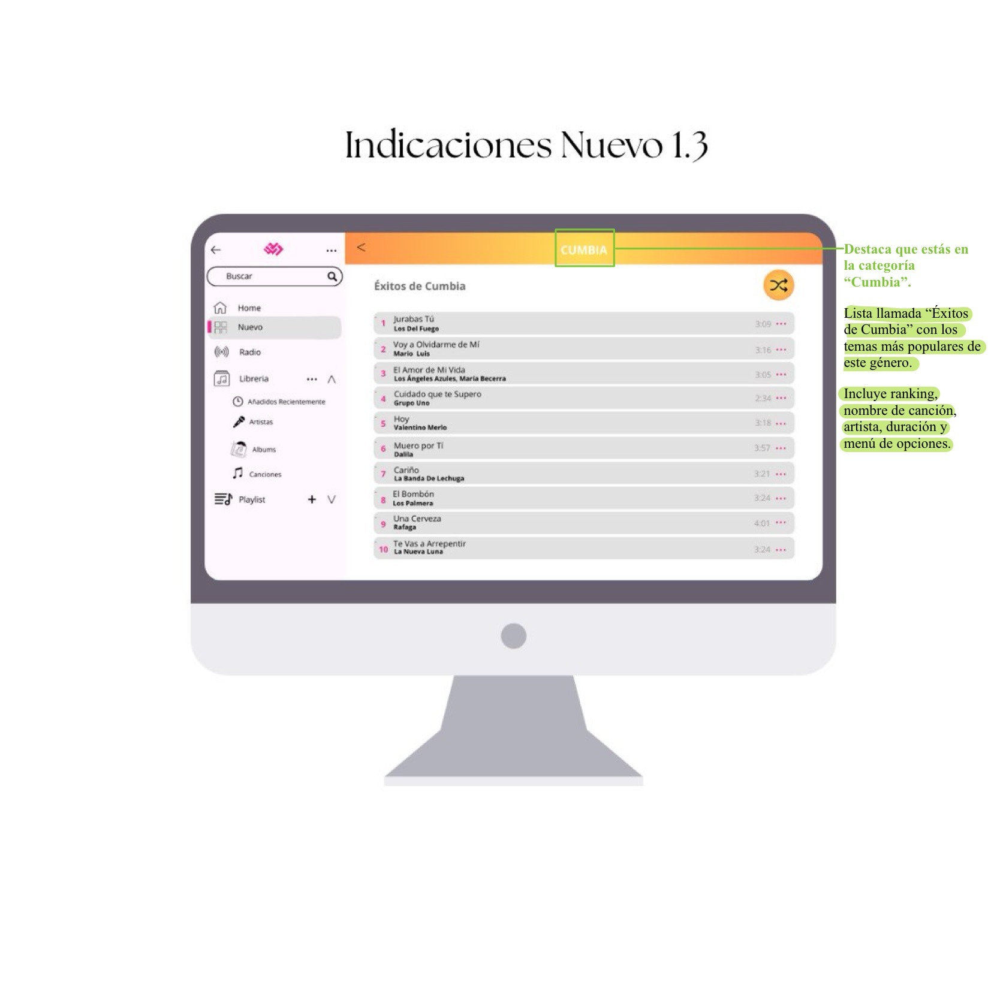 Indicaciones Nuevo 1.3
Buscar
Home
Nuevo
Radio
Libreria
Añadidos Recientemente
Artistas
Albums
Canciones
Playlist
CUMBIA
Éxitos de Cumbia
1 Jurabas Tú 3:09
Los Del Fuego
2 Voy a Olvidarme de Mí 3:16
Mario Luis
3 El Amor de Mi Vida 3:05
Los Ángeles Azules, María Becerra
4 Cuidado que te Supero 2:34
Grupo Uno
5 Hoy 3:18
Valentino Merlo
6 Muero por Tí 3:57
Dalila
7 Cariño 3:21
La Banda De Lechuga
8 El Bombón 3:24
Los Palmera
9 Una Cerveza 4:01
Rafaga
10 Te Vas a Arrepentir 3:24
La Nueva Luna
Destaca que estás en
la categoría
“Cumbia”.
Lista llamada “Éxitos
de Cumbia” con los
temas más populares de
este género.
Incluye ranking,
nombre de canción,
artista, duración y
menú de opciones.